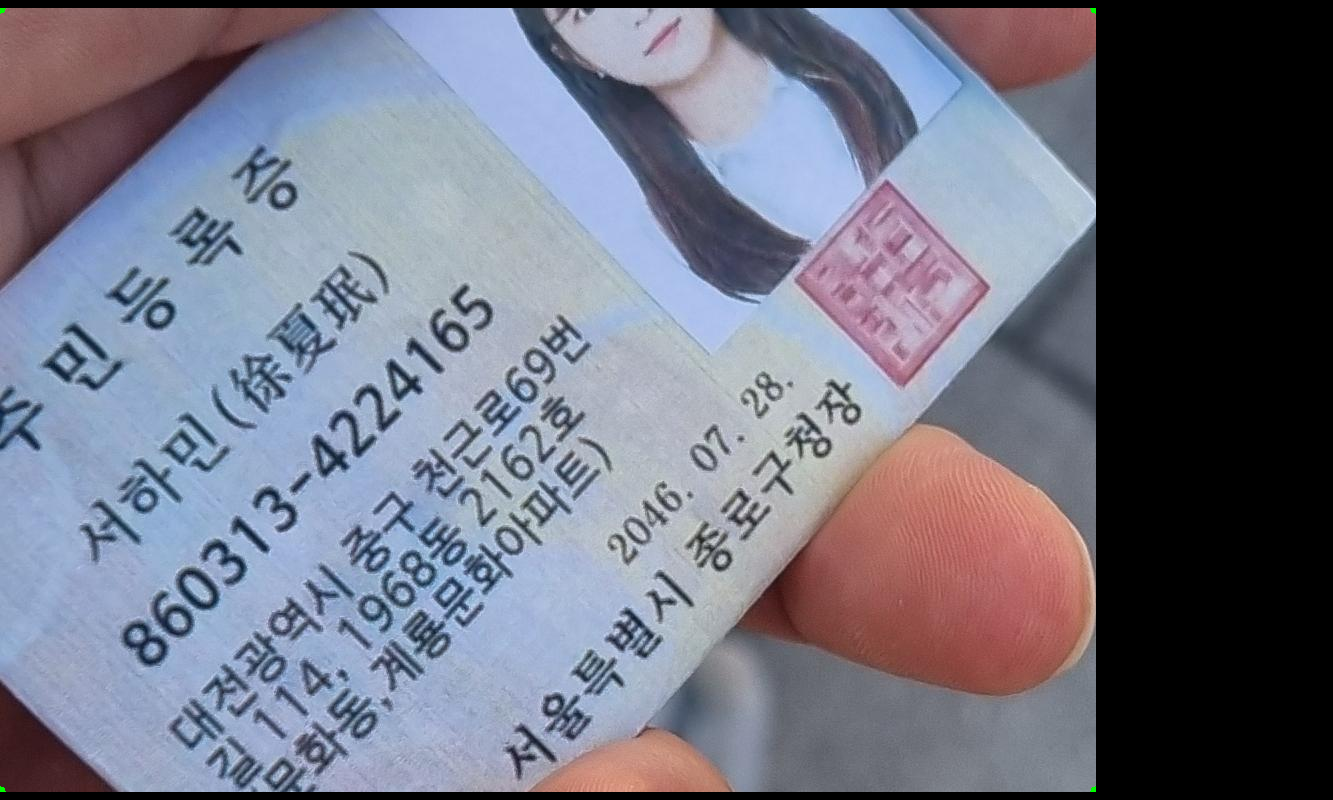 주민등록증
서하민(徐夏珉)
860313-4224165
대전광역시 중구 천근로69번
길 114, 1968동 2162호
(문화동,계룡문화아파트)
2046. 07. 28.
서울특별시 종로구청장